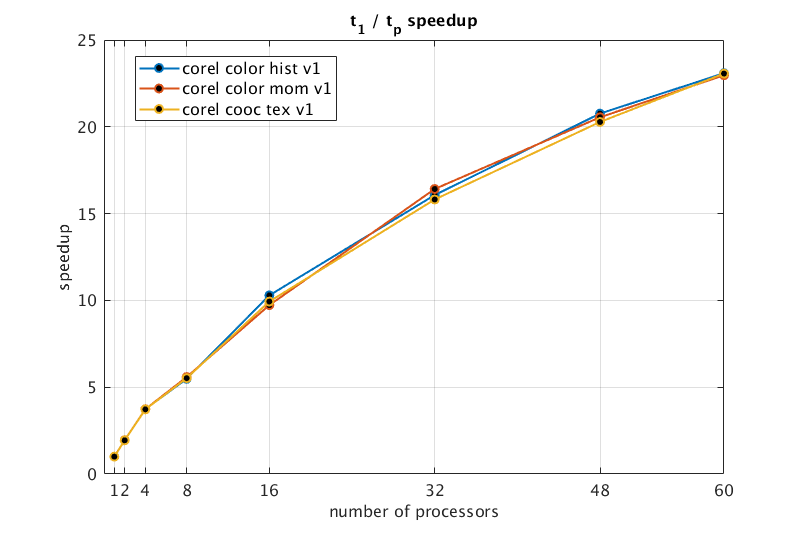 t1 / tp speedup
25
corel color hist v1
corel color mom v1
corel cooc tex v1
20
15
speedup
10
5
0
1 2 4 8 16 32 48 60
number of processors